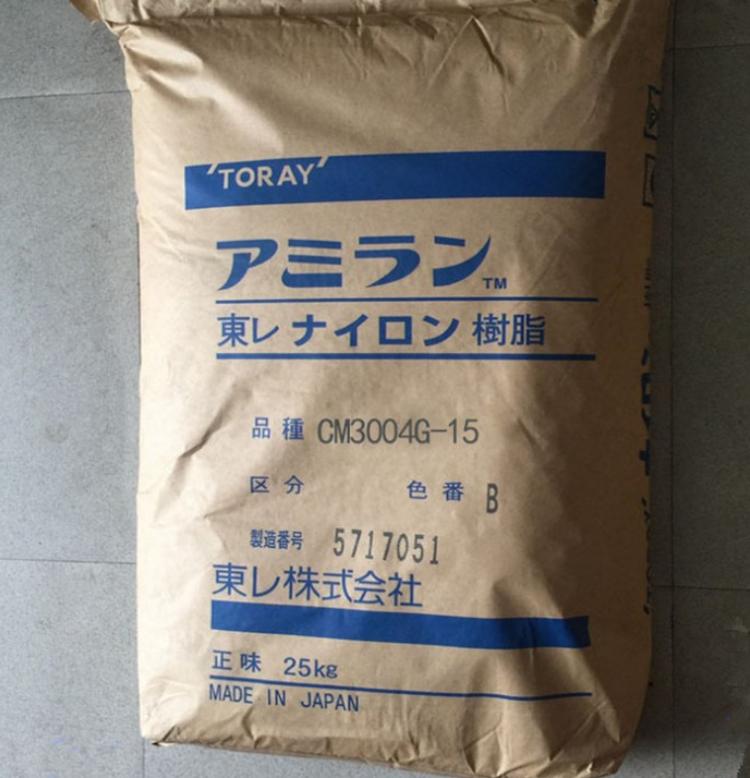 'TORAY'
アミラン™
東レ ナイロン 樹脂
品種 CM3004G-15
区分 色番 B
製造番号 5717051
東レ株式会社
正味 25kg
MADE IN JAPAN